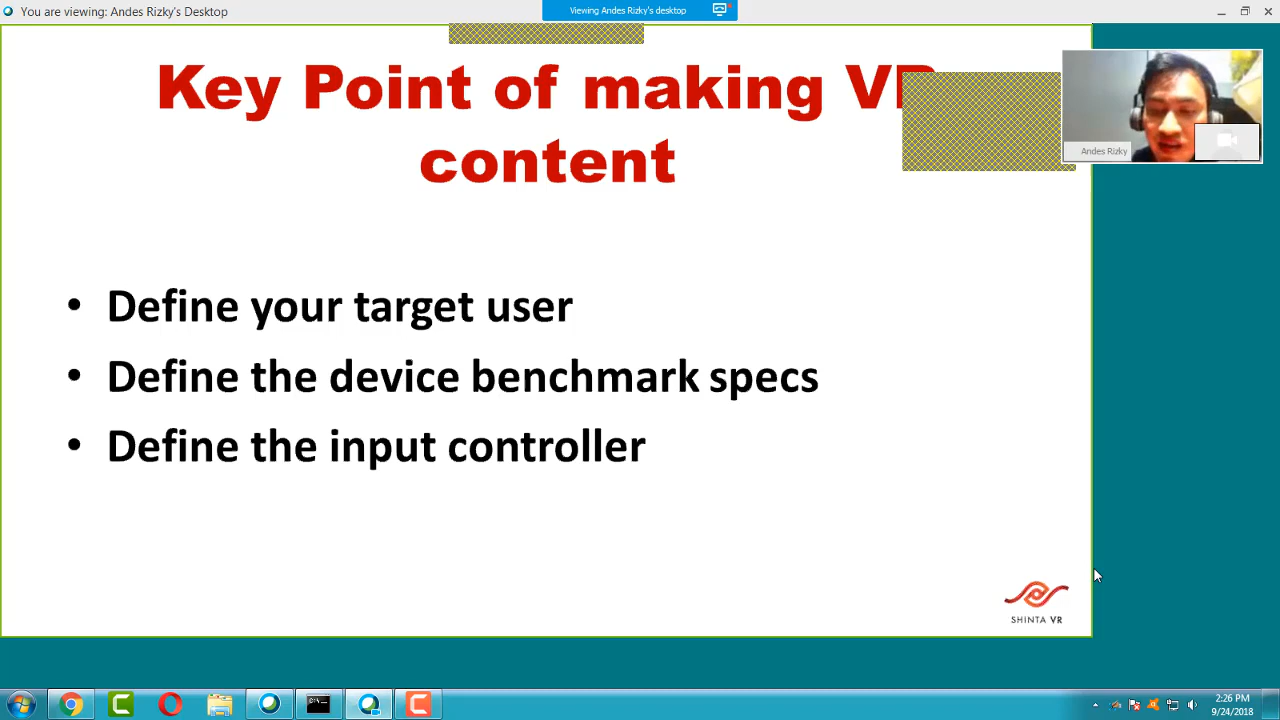 You are viewing: Andes Rizky's Desktop
Viewing Andes Rizky's desktop
Key Point of making VR
content
Andes Rizky
• Define your target user
• Define the device benchmark specs
• Define the input controller
SHINTA VR
2:26 PM
9/24/2018